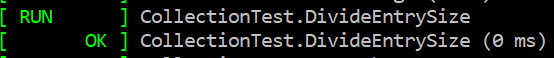 [ RUN      ] CollectionTest.DivideEntrySize
[       OK ] CollectionTest.DivideEntrySize (0 ms)